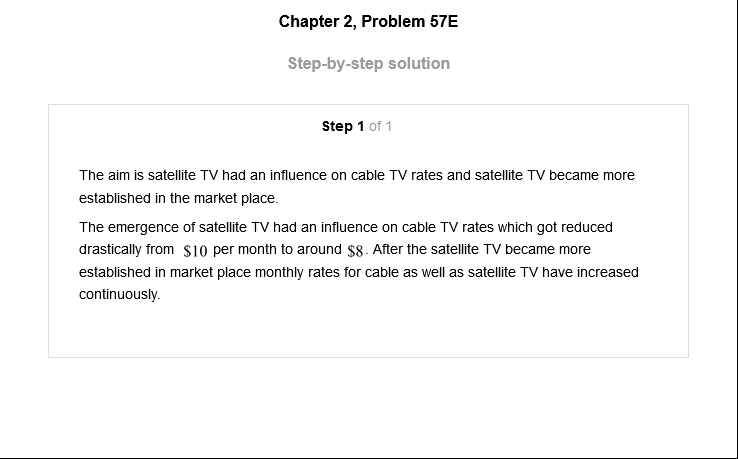 Chapter 2, Problem 57E
Step-by-step solution
Step 1 of 1
The aim is satellite TV had an influence on cable TV rates and satellite TV became more
established in the market place.
The emergence of satellite TV had an influence on cable TV rates which got reduced
drastically from $10 per month to around $8. After the satellite TV became more
established in market place monthly rates for cable as well as satellite TV have increased
continuously.